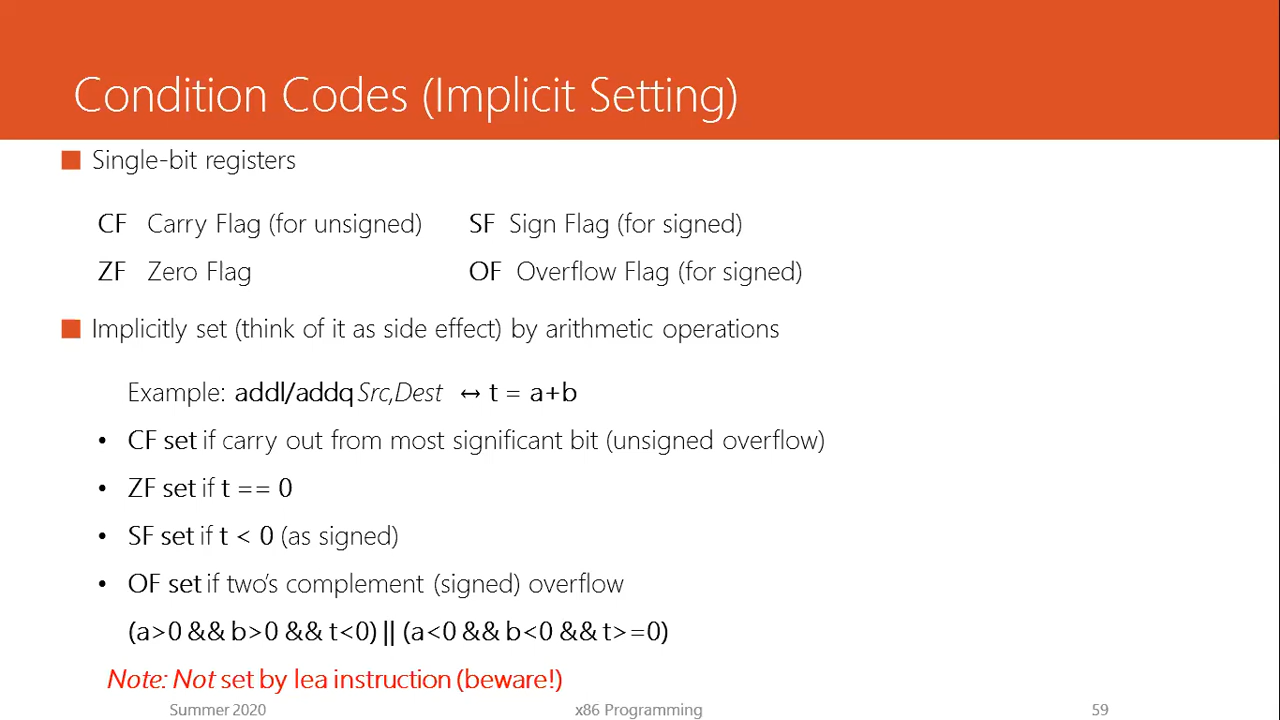 Condition Codes (Implicit Setting)
Single-bit registers
CF Carry Flag (for unsigned) SF Sign Flag (for signed)
ZF Zero Flag OF Overflow Flag (for signed)
Implicitly set (think of it as side effect) by arithmetic operations
Example: addl/addq Src,Dest ↔ t = a+b
• CF set if carry out from most significant bit (unsigned overflow)
• ZF set if t == 0
• SF set if t < 0 (as signed)
• OF set if two's complement (signed) overflow
(a>0 && b>0 && t<0) || (a<0 && b<0 && t>=0)
Note: Not set by lea instruction (beware!)
Summer 2020 x86 Programming 59